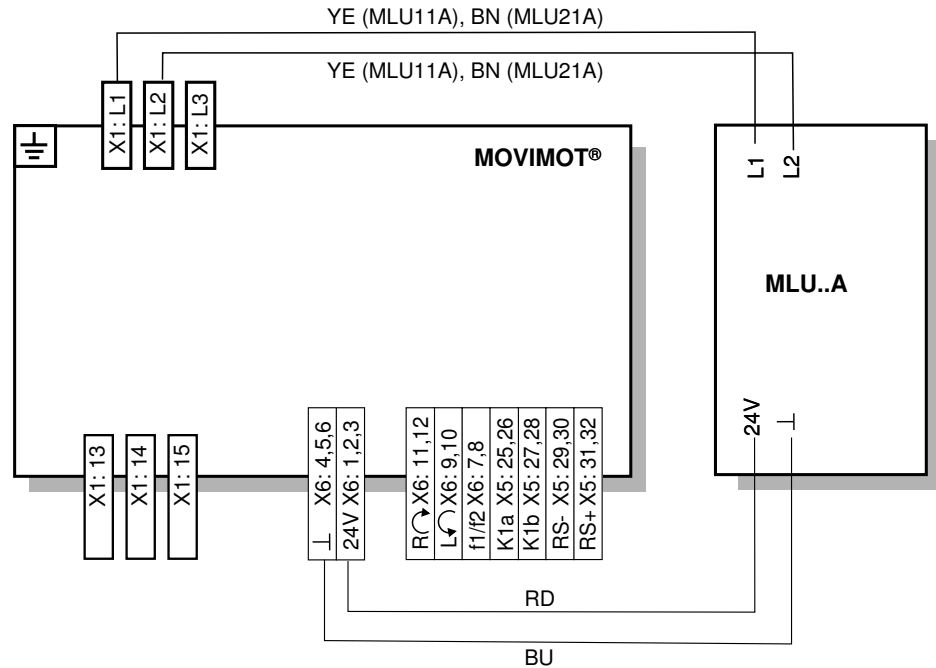 YE (MLU11A), BN (MLU21A)
YE (MLU11A), BN (MLU21A)
X1: L1
X1: L2
X1: L3
MOVIMOT®
L1
L2
MLU..A
24V
⊥
X1: 13
X1: 14
X1: 15
⊥ X6: 4,5,6
24V X6: 1,2,3
R X6: 11,12
L X6: 9,10
f1/f2 X6: 7,8
K1a X5: 25,26
K1b X5: 27,28
RS- X5: 29,30
RS+ X5: 31,32
RD
BU